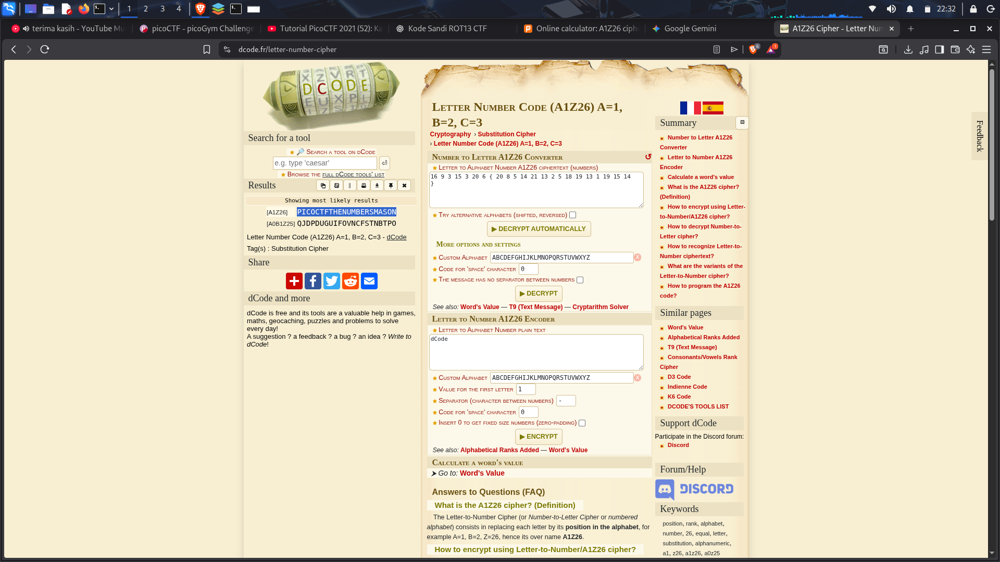 1 2 3 4
22:32
terima kasih - YouTube Mu
picoCTF - picoGym Challenge
Tutorial PicoCTF 2021 (52): Ka
Kode Sandi ROT13 CTF
Online calculator: A1Z26 ciph
Google Gemini
A1Z26 Cipher - Letter Num
dcode.fr/letter-number-cipher
6
1
X Z V R T
D C O D E
E U X P L
Search for a tool
🔎 Search a tool on dCode
e.g. type 'caesar'
Browse the full dCode tools' list
Results
Showing most likely results
[A1Z26] PICOCTFTHENUMBERSMASON
[A0B1Z25] QJDPDUGUIFOVNCFSTNBTPO
Letter Number Code (A1Z26) A=1, B=2, C=3 - dCode
Tag(s) : Substitution Cipher
Share
dCode and more
dCode is free and its tools are a valuable help in games,
maths, geocaching, puzzles and problems to solve
every day!
A suggestion ? a feedback ? a bug ? an idea ? Write to
dCode!
Letter Number Code (A1Z26) A=1,
B=2, C=3
Cryptography › Substitution Cipher
› Letter Number Code (A1Z26) A=1, B=2, C=3
Number to Letter A1Z26 Converter
Letter to Alphabet Number A1Z26 ciphertext (numbers)
16 9 3 15 3 20 6 { 20 8 5 14 21 13 2 5 18 19 13 1 19 15 14
}
Try alternative alphabets (shifted, reversed)
▶ DECRYPT AUTOMATICALLY
More options and settings
Custom Alphabet ABCDEFGHIJKLMNOPQRSTUVWXYZ X
Code for 'space' character 0
The message has no separator between numbers
▶ DECRYPT
See also: Word's Value — T9 (Text Message) — Cryptarithm Solver
Letter to Number A1Z26 Encoder
Letter to Alphabet Number plain text
dCode
Custom Alphabet ABCDEFGHIJKLMNOPQRSTUVWXYZ X
Value for the first letter 1
Separator (character between numbers) -
Code for 'space' character 0
Insert 0 to get fixed size numbers (zero-padding)
▶ ENCRYPT
See also: Alphabetical Ranks Added — Word's Value
Calculate a word's value
➤ Go to: Word's Value
Answers to Questions (FAQ)
What is the A1Z26 cipher? (Definition)
The Letter-to-Number Cipher (or Number-to-Letter Cipher or numbered
alphabet) consists in replacing each letter by its position in the alphabet, for
example A=1, B=2, Z=26, hence its over name A1Z26.
How to encrypt using Letter-to-Number/A1Z26 cipher?
Summary
Number to Letter A1Z26
Converter
Letter to Number A1Z26
Encoder
Calculate a word's value
What is the A1Z26 cipher?
(Definition)
How to encrypt using Letter-
to-Number/A1Z26 cipher?
How to decrypt Number-to-
Letter cipher?
How to recognize Letter-to-
Number ciphertext?
What are the variants of the
Letter-to-Number cipher?
How to program the A1Z26
code?
Similar pages
Word's Value
Alphabetical Ranks Added
T9 (Text Message)
Consonants/Vowels Rank
Cipher
D3 Code
Indienne Code
K6 Code
DCODE'S TOOLS LIST
Support dCode
Participate in the Discord forum:
Discord
Forum/Help
DISCORD
Keywords
position, rank, alphabet,
number, 26, equal, letter,
substitution, alphanumeric,
a1, z26, a1z26, a0z25
Feedback